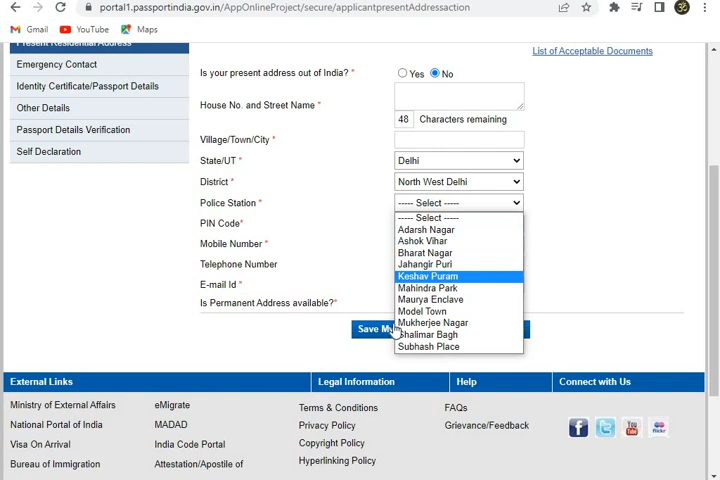 portal1.passportindia.gov.in/AppOnlineProject/secure/applicantpresentAddressaction
Gmail
YouTube
Maps
Present Residential Address
List of Acceptable Documents
Emergency Contact
Identity Certificate/Passport Details
Other Details
Passport Details Verification
Self Declaration
Is your present address out of India? * Yes No
House No. and Street Name *
48 Characters remaining
Village/Town/City *
State/UT * Delhi
District * North West Delhi
Police Station * ----- Select -----
PIN Code*
Mobile Number *
Telephone Number
E-mail Id *
Is Permanent Address available?*
----- Select -----
Adarsh Nagar
Ashok Vihar
Bharat Nagar
Jahangir Puri
Keshav Puram
Mahindra Park
Maurya Enclave
Model Town
Mukherjee Nagar
Shalimar Bagh
Subhash Place
Save My
External Links
Ministry of External Affairs
eMigrate
National Portal of India
MADAD
Visa On Arrival
India Code Portal
Bureau of Immigration
Attestation/Apostile of
Legal Information
Terms & Conditions
Privacy Policy
Copyright Policy
Hyperlinking Policy
Help
FAQs
Grievance/Feedback
Connect with Us
You
Tube
flickr